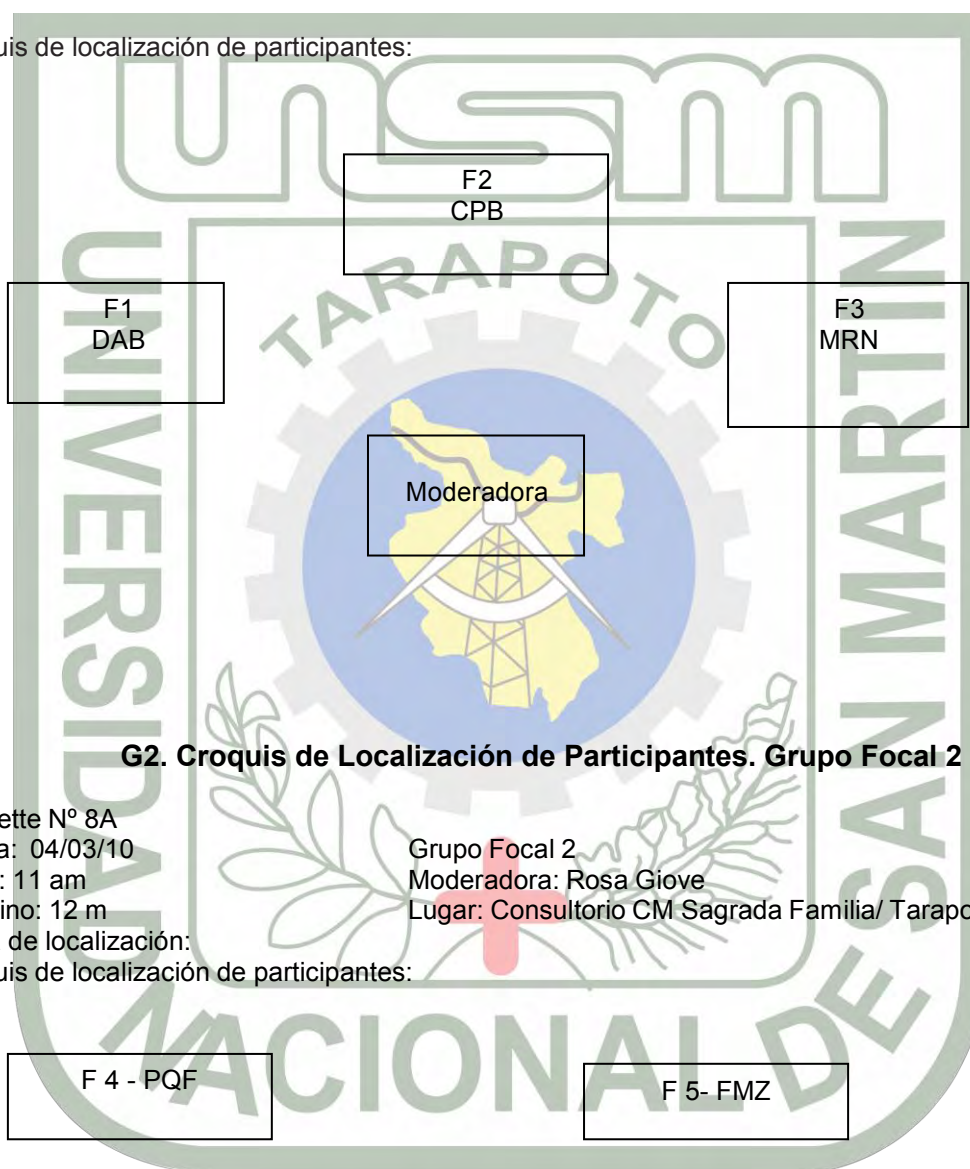 uis de localización de participantes:
F2
CPB
F1
DAB
F3
MRN
Moderadora
G2. Croquis de Localización de Participantes. Grupo Focal 2
ette Nº 8A
a: 04/03/10
Grupo Focal 2
: 11 am
Moderadora: Rosa Giove
ino: 12 m
Lugar: Consultorio CM Sagrada Familia/ Tarapo
de localización:
uis de localización de participantes:
F 4 - PQF
F 5- FMZ
unsm
TARAPOTO
UNIVERSIDAD NACIONAL DE SAN MARTIN